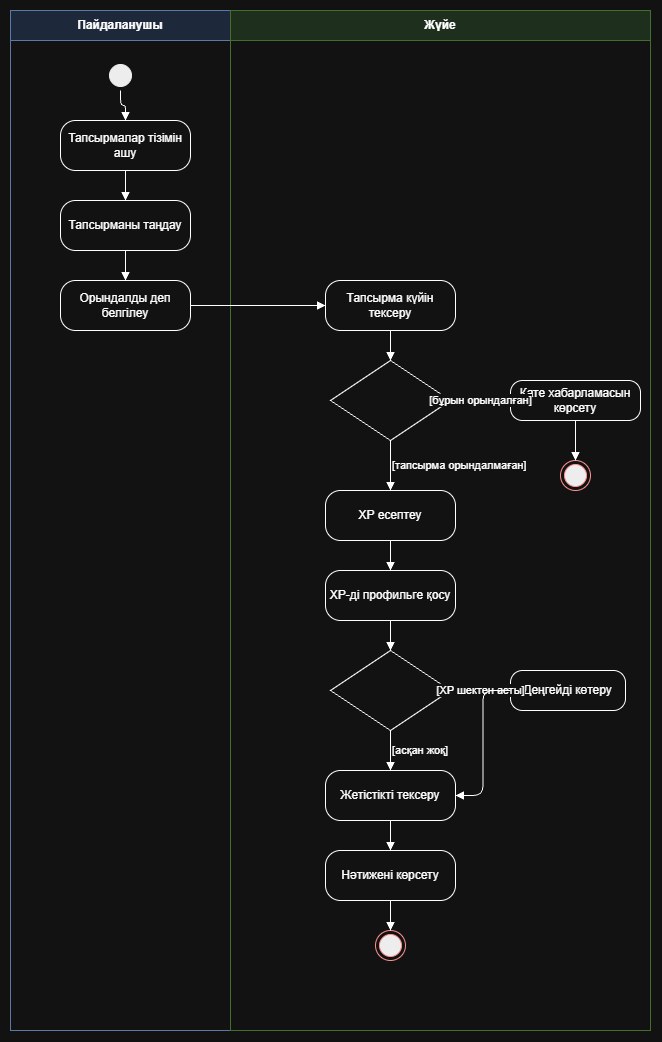 Пайдаланушы
Жүйе
Тапсырмалар тізімін
ашу
Тапсырманы таңдау
Орындалды деп
белгілеу
Тапсырма күйін
тексеру
[бұрын орындалған]
Қате хабарламасын
көрсету
[тапсырма орындалмаған]
XP есептеу
XP-ді профильге қосу
[XP шектен асты]
Деңгейді көтеру
[асқан жоқ]
Жетістікті тексеру
Нәтижені көрсету